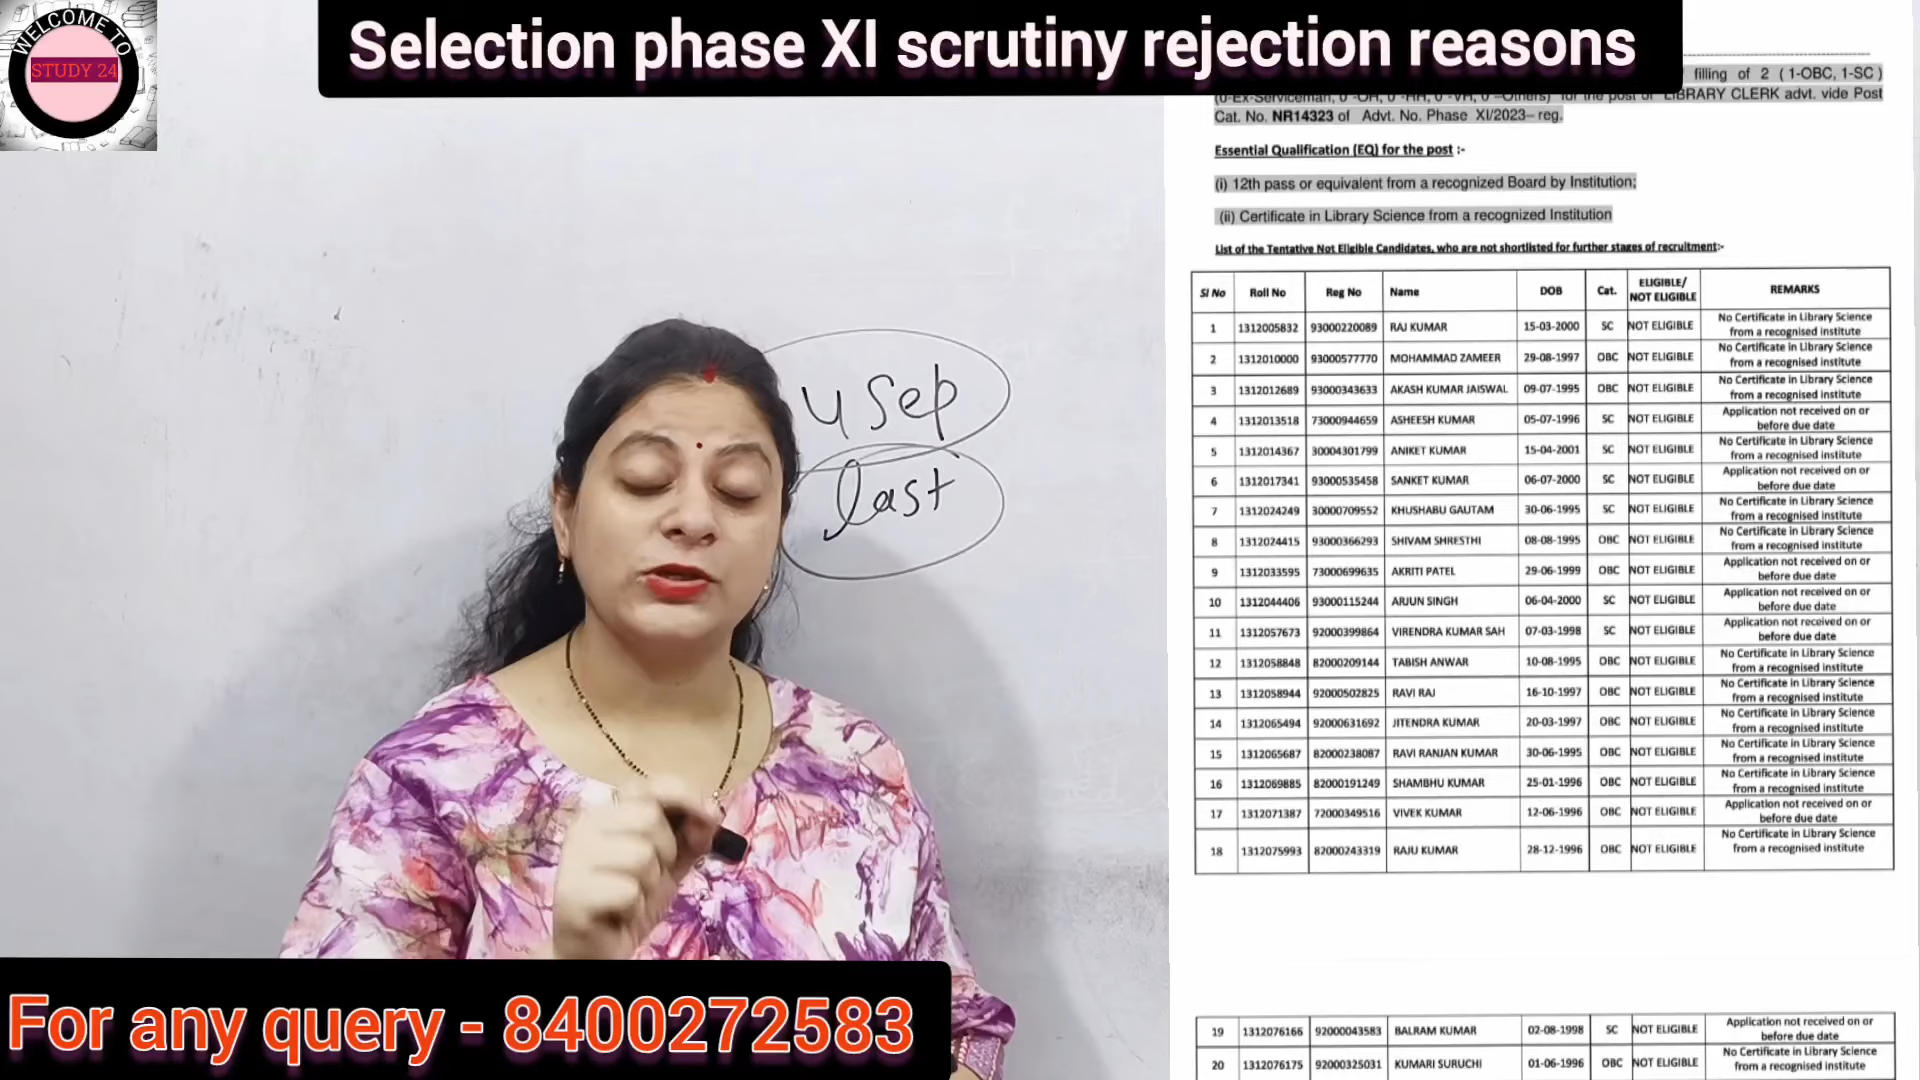 WELCOME TO
STUDY 24
Selection phase XI scrutiny rejection reasons
4 Sep
last
filling of 2 ( 1-OBC, 1-SC )
(0-Ex-Serviceman, 0 -OH, 0 -HH, 0 -VH, 0 –Others) for the post of LIBRARY CLERK advt. vide Post
Cat. No. NR14323 of Advt. No. Phase XI/2023– reg.
Essential Qualification (EQ) for the post :-
(i) 12th pass or equivalent from a recognized Board by Institution;
(ii) Certificate in Library Science from a recognized Institution
List of the Tentative Not Eligible Candidates, who are not shortlisted for further stages of recruitment:-
Sl No Roll No Reg No Name DOB Cat. ELIGIBLE/ NOT ELIGIBLE REMARKS
1 1312005832 93000220089 RAJ KUMAR 15-03-2000 SC NOT ELIGIBLE No Certificate in Library Science from a recognised institute
2 1312010000 93000577770 MOHAMMAD ZAMEER 29-08-1997 OBC NOT ELIGIBLE No Certificate in Library Science from a recognised institute
3 1312012689 93000343633 AKASH KUMAR JAISWAL 09-07-1995 OBC NOT ELIGIBLE No Certificate in Library Science from a recognised institute
4 1312013518 73000944659 ASHEESH KUMAR 05-07-1996 SC NOT ELIGIBLE Application not received on or before due date
5 1312014367 30004301799 ANIKET KUMAR 15-04-2001 SC NOT ELIGIBLE No Certificate in Library Science from a recognised institute
6 1312017341 93000535458 SANKET KUMAR 06-07-2000 SC NOT ELIGIBLE Application not received on or before due date
7 1312024249 30000709552 KHUSHABU GAUTAM 30-06-1995 SC NOT ELIGIBLE No Certificate in Library Science from a recognised institute
8 1312024415 93000366293 SHIVAM SHRESTHI 08-08-1995 OBC NOT ELIGIBLE No Certificate in Library Science from a recognised institute
9 1312033595 73000699635 AKRITI PATEL 29-06-1999 OBC NOT ELIGIBLE Application not received on or before due date
10 1312044406 93000115244 ARJUN SINGH 06-04-2000 SC NOT ELIGIBLE Application not received on or before due date
11 1312057673 92000399864 VIRENDRA KUMAR SAH 07-03-1998 SC NOT ELIGIBLE Application not received on or before due date
12 1312058848 82000209144 TABISH ANWAR 10-08-1995 OBC NOT ELIGIBLE No Certificate in Library Science from a recognised institute
13 1312058944 92000502825 RAVI RAJ 16-10-1997 OBC NOT ELIGIBLE No Certificate in Library Science from a recognised institute
14 1312065494 92000631692 JITENDRA KUMAR 20-03-1997 OBC NOT ELIGIBLE No Certificate in Library Science from a recognised institute
15 1312065687 82000238087 RAVI RANJAN KUMAR 30-06-1995 OBC NOT ELIGIBLE No Certificate in Library Science from a recognised institute
16 1312069885 82000191249 SHAMBHU KUMAR 25-01-1996 OBC NOT ELIGIBLE No Certificate in Library Science from a recognised institute
17 1312071387 72000349516 VIVEK KUMAR 12-06-1996 OBC NOT ELIGIBLE Application not received on or before due date
18 1312075993 82000243319 RAJU KUMAR 28-12-1996 OBC NOT ELIGIBLE No Certificate in Library Science from a recognised institute
19 1312076166 92000043583 BALRAM KUMAR 02-08-1998 SC NOT ELIGIBLE Application not received on or before due date
20 1312076175 92000325031 KUMARI SURUCHI 01-06-1996 OBC NOT ELIGIBLE No Certificate in Library Science from a recognised institute
For any query - 8400272583